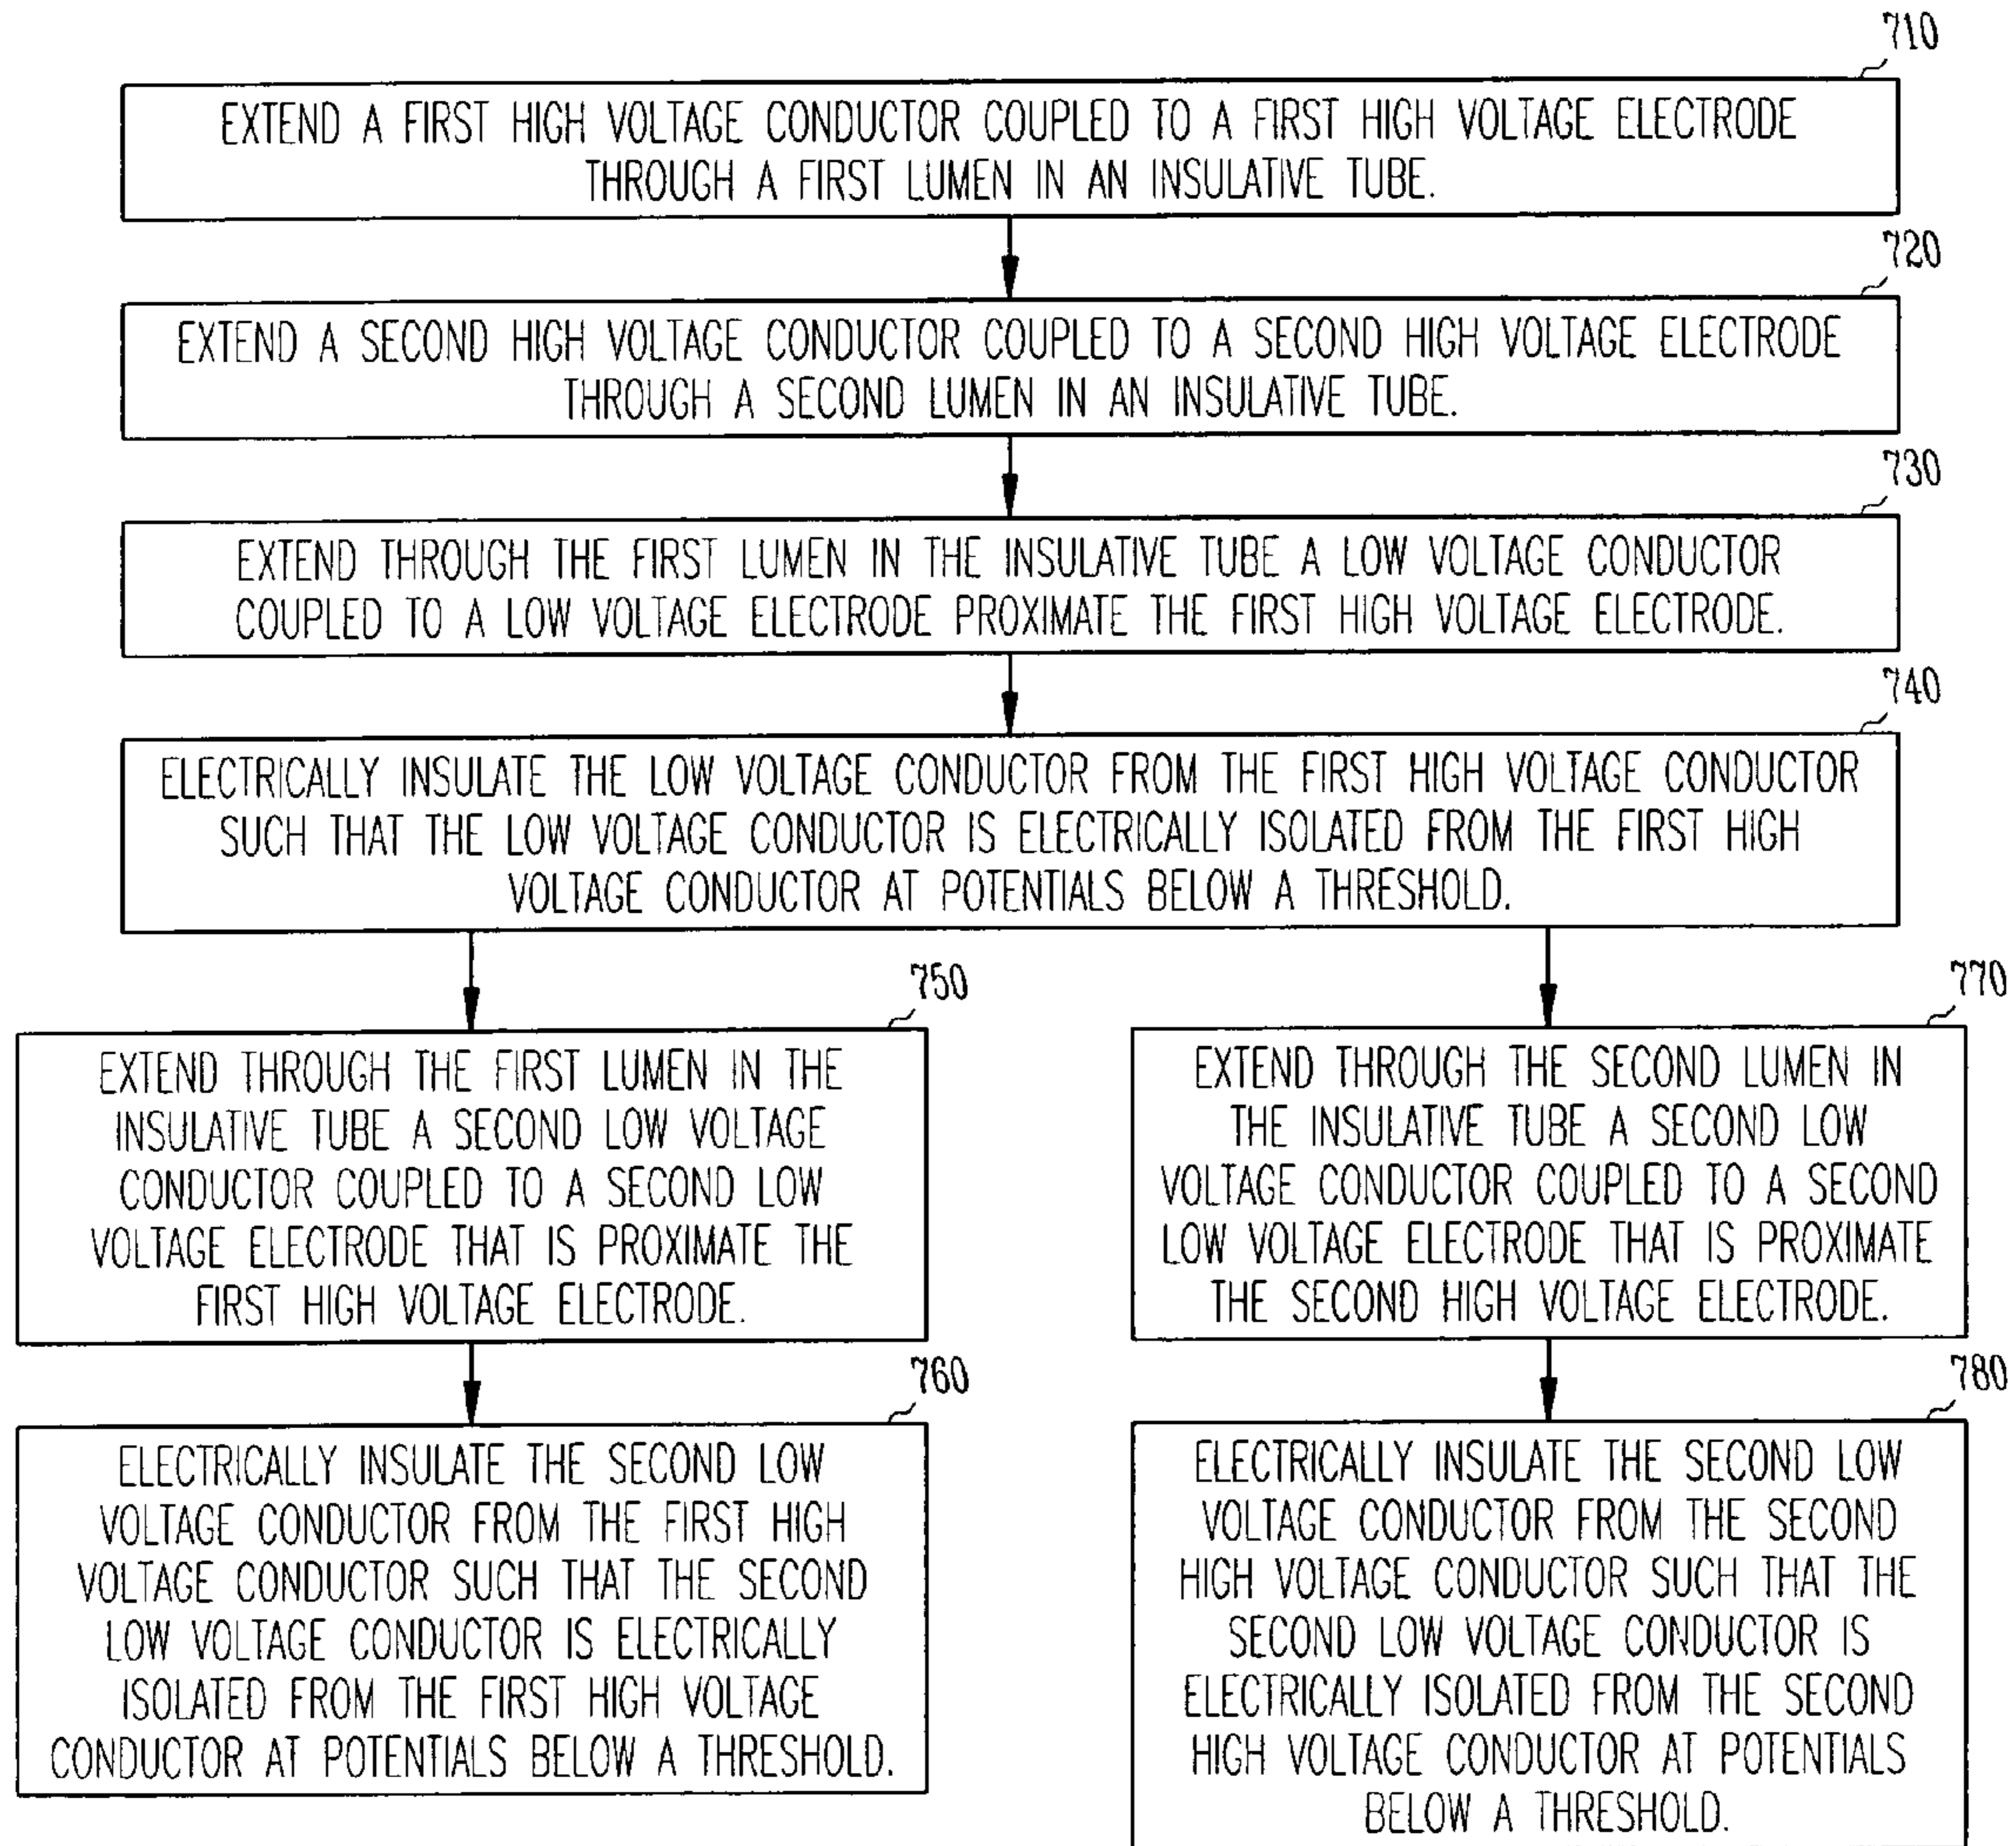 710
EXTEND A FIRST HIGH VOLTAGE CONDUCTOR COUPLED TO A FIRST HIGH VOLTAGE ELECTRODE
THROUGH A FIRST LUMEN IN AN INSULATIVE TUBE.
720
EXTEND A SECOND HIGH VOLTAGE CONDUCTOR COUPLED TO A SECOND HIGH VOLTAGE ELECTRODE
THROUGH A SECOND LUMEN IN AN INSULATIVE TUBE.
730
EXTEND THROUGH THE FIRST LUMEN IN THE INSULATIVE TUBE A LOW VOLTAGE CONDUCTOR
COUPLED TO A LOW VOLTAGE ELECTRODE PROXIMATE THE FIRST HIGH VOLTAGE ELECTRODE.
740
ELECTRICALLY INSULATE THE LOW VOLTAGE CONDUCTOR FROM THE FIRST HIGH VOLTAGE CONDUCTOR
SUCH THAT THE LOW VOLTAGE CONDUCTOR IS ELECTRICALLY ISOLATED FROM THE FIRST HIGH
VOLTAGE CONDUCTOR AT POTENTIALS BELOW A THRESHOLD.
750
EXTEND THROUGH THE FIRST LUMEN IN THE
INSULATIVE TUBE A SECOND LOW VOLTAGE
CONDUCTOR COUPLED TO A SECOND LOW
VOLTAGE ELECTRODE THAT IS PROXIMATE THE
FIRST HIGH VOLTAGE ELECTRODE.
760
ELECTRICALLY INSULATE THE SECOND LOW
VOLTAGE CONDUCTOR FROM THE FIRST HIGH
VOLTAGE CONDUCTOR SUCH THAT THE SECOND
LOW VOLTAGE CONDUCTOR IS ELECTRICALLY
ISOLATED FROM THE FIRST HIGH VOLTAGE
CONDUCTOR AT POTENTIALS BELOW A THRESHOLD.
770
EXTEND THROUGH THE SECOND LUMEN IN
THE INSULATIVE TUBE A SECOND LOW
VOLTAGE CONDUCTOR COUPLED TO A SECOND
LOW VOLTAGE ELECTRODE THAT IS PROXIMATE
THE SECOND HIGH VOLTAGE ELECTRODE.
780
ELECTRICALLY INSULATE THE SECOND LOW
VOLTAGE CONDUCTOR FROM THE SECOND
HIGH VOLTAGE CONDUCTOR SUCH THAT THE
SECOND LOW VOLTAGE CONDUCTOR IS
ELECTRICALLY ISOLATED FROM THE SECOND
HIGH VOLTAGE CONDUCTOR AT POTENTIALS
BELOW A THRESHOLD.